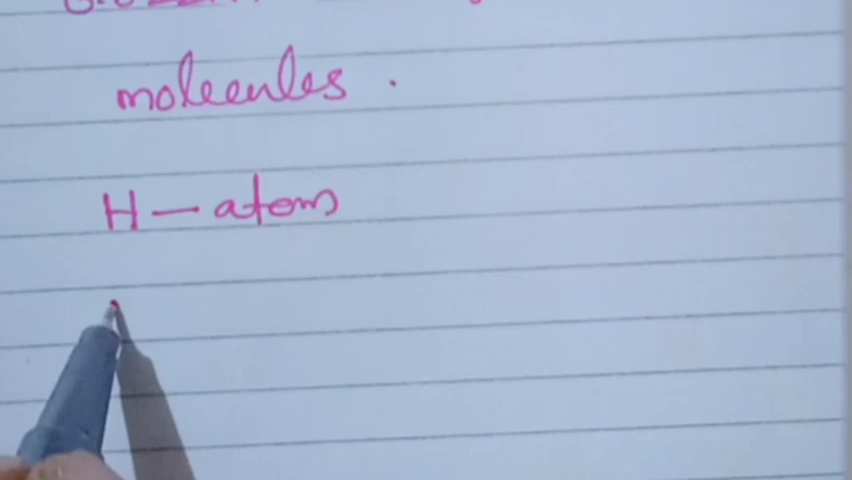 molecules .
H — atom